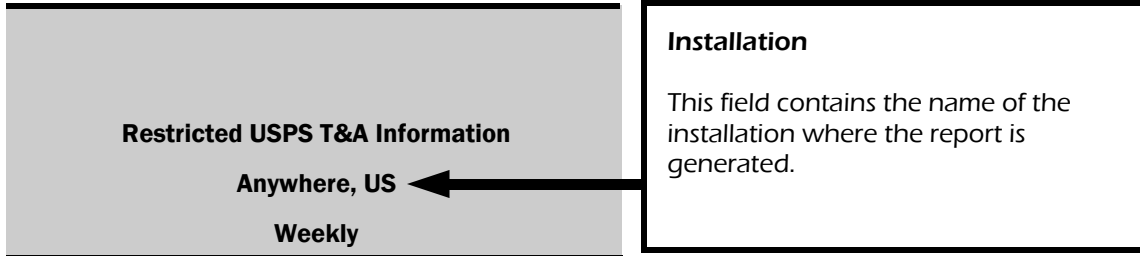 Restricted USPS T&A Information
Anywhere, US
Weekly
Installation
This field contains the name of the
installation where the report is
generated.